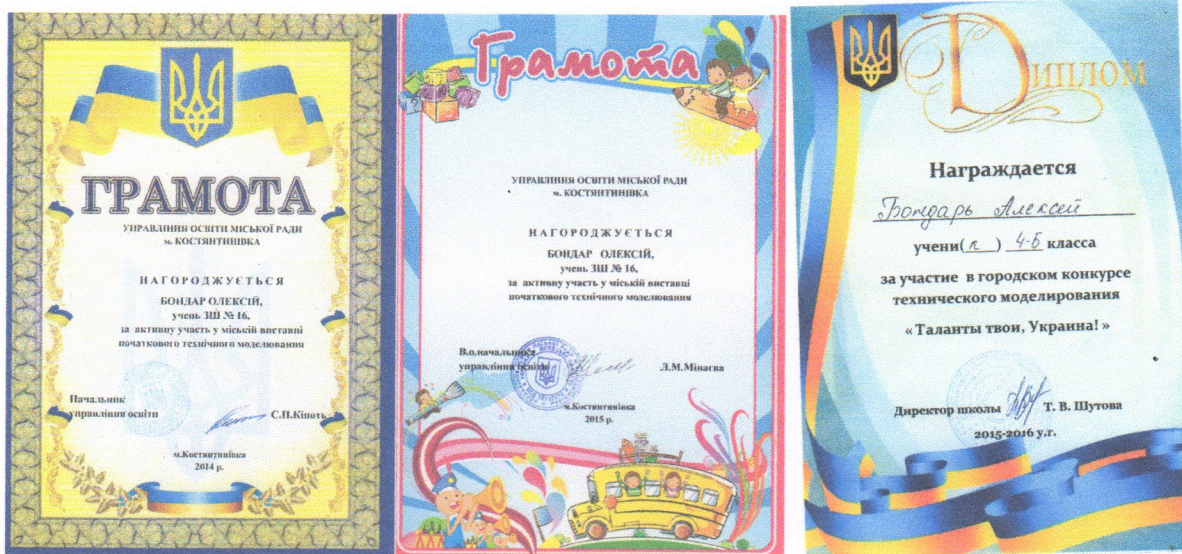 ГРАМОТА
УПРАВЛІННЯ ОСВІТИ МІСЬКОЇ РАДИ
м. КОСТЯНТИНІВКА
НАГОРОДЖУЄТЬСЯ
БОНДАР ОЛЕКСІЙ,
учень ЗШ № 16,
за активну участь у міській виставці
початкового технічного моделювання
Начальник
управління освіти
С.П.Кіпоть
м.Костянтинівка
2014 р.
Грамота
УПРАВЛІННЯ ОСВІТИ МІСЬКОЇ РАДИ
м. КОСТЯНТИНІВКА
НАГОРОДЖУЄТЬСЯ
БОНДАР ОЛЕКСІЙ,
учень ЗШ № 16,
за активну участь у міській виставці
початкового технічного моделювання
В.о.начальника
управління освіти
Л.М.Мінаєва
м.Костянтинівка
2015 р.
ДИПЛОМ
Награждается
Бондарь Алексей
учени(к ) 4-Б класса
за участие в городском конкурсе
технического моделирования
« Таланты твои, Украина! »
Директор школы Т. В. Шутова
2015-2016 у.г.